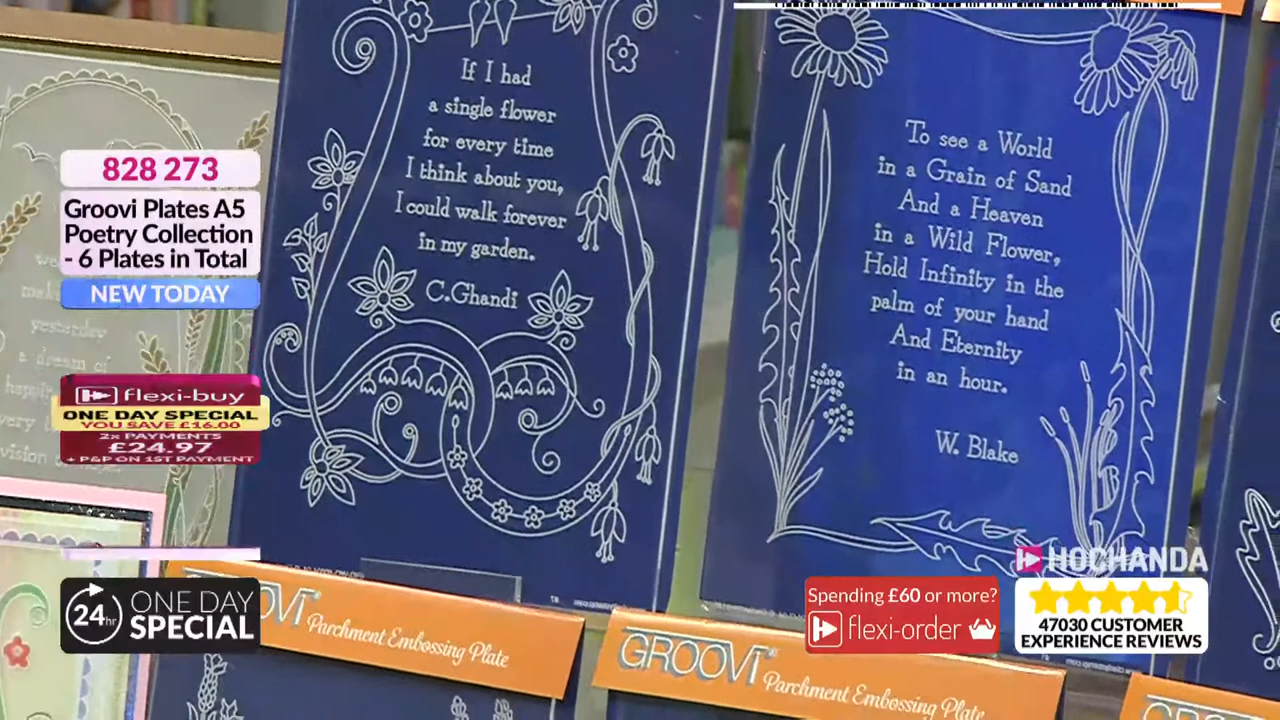 If I had
a single flower
for every time
I think about you,
I could walk forever
in my garden.
C.Ghandi
To see a World
in a Grain of Sand
And a Heaven
in a Wild Flower,
Hold Infinity in the
palm of your hand
And Eternity
in an hour.
W. Blake
828 273
Groovi Plates A5
Poetry Collection
- 6 Plates in Total
NEW TODAY
yesterday
a dream of
flexi-buy
ONE DAY SPECIAL
YOU SAVE £16.00
2x PAYMENTS
£24.97
+ P&P ON 1ST PAYMENT
24hr ONE DAY
SPECIAL
Parchment Embossing Plate
GROOVI®
Parchment Embossing Plate
HOCHANDA
Spending £60 or more?
flexi-order
47030 CUSTOMER
EXPERIENCE REVIEWS